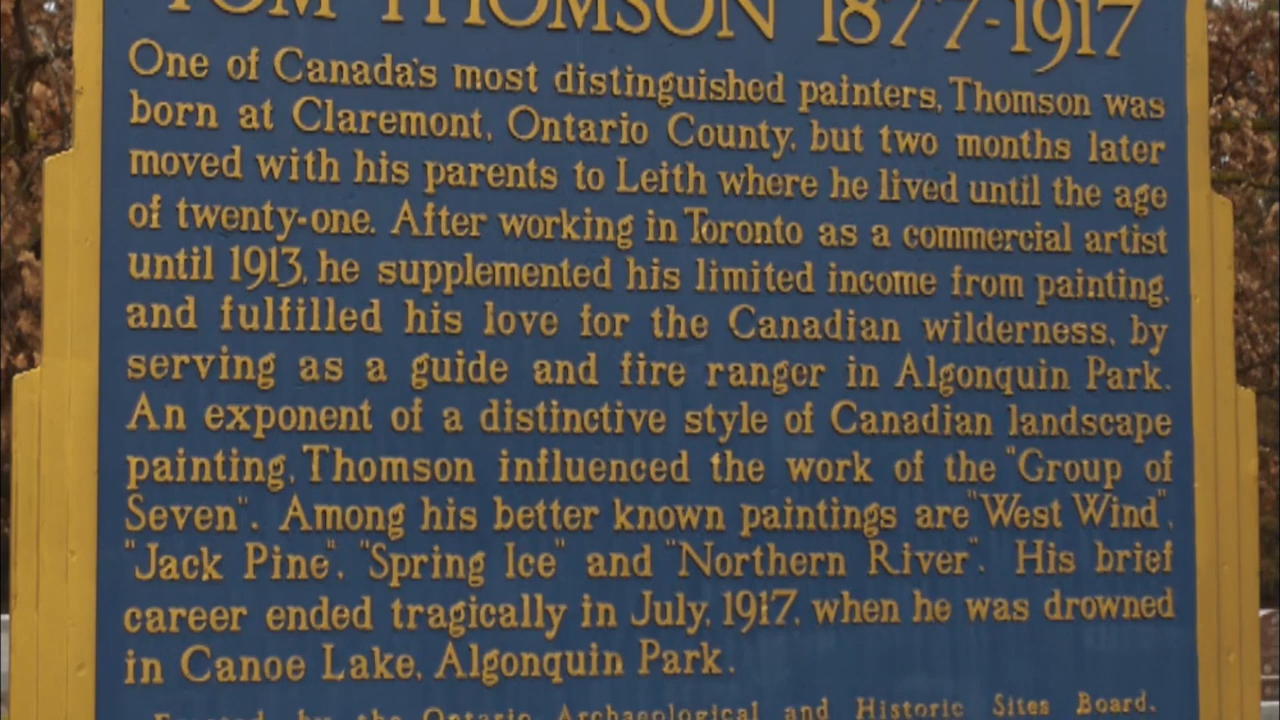 TOM THOMSON 1877-1917
One of Canada's most distinguished painters, Thomson was
born at Claremont, Ontario County, but two months later
moved with his parents to Leith where he lived until the age
of twenty-one. After working in Toronto as a commercial artist
until 1913, he supplemented his limited income from painting,
and fulfilled his love for the Canadian wilderness, by
serving as a guide and fire ranger in Algonquin Park.
An exponent of a distinctive style of Canadian landscape
painting, Thomson influenced the work of the "Group of
Seven". Among his better known paintings are "West Wind",
"Jack Pine", "Spring Ice" and "Northern River". His brief
career ended tragically in July, 1917, when he was drowned
in Canoe Lake, Algonquin Park.
Erected by the Ontario Archaeological and Historic Sites Board.